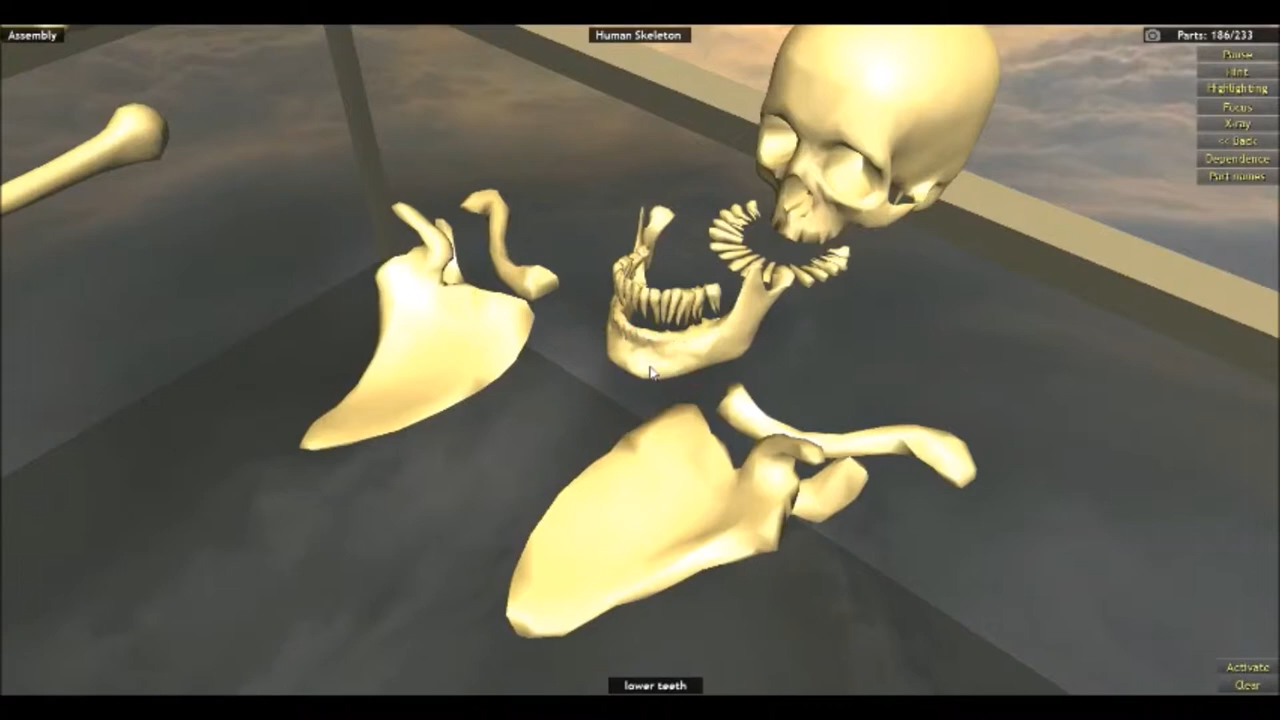 Assembly
Human Skeleton
Parts: 186/233
Pause
Hint
Highlighting
Focus
X-ray
<< Back
Dependence
Part names
lower teeth
Activate
Clear